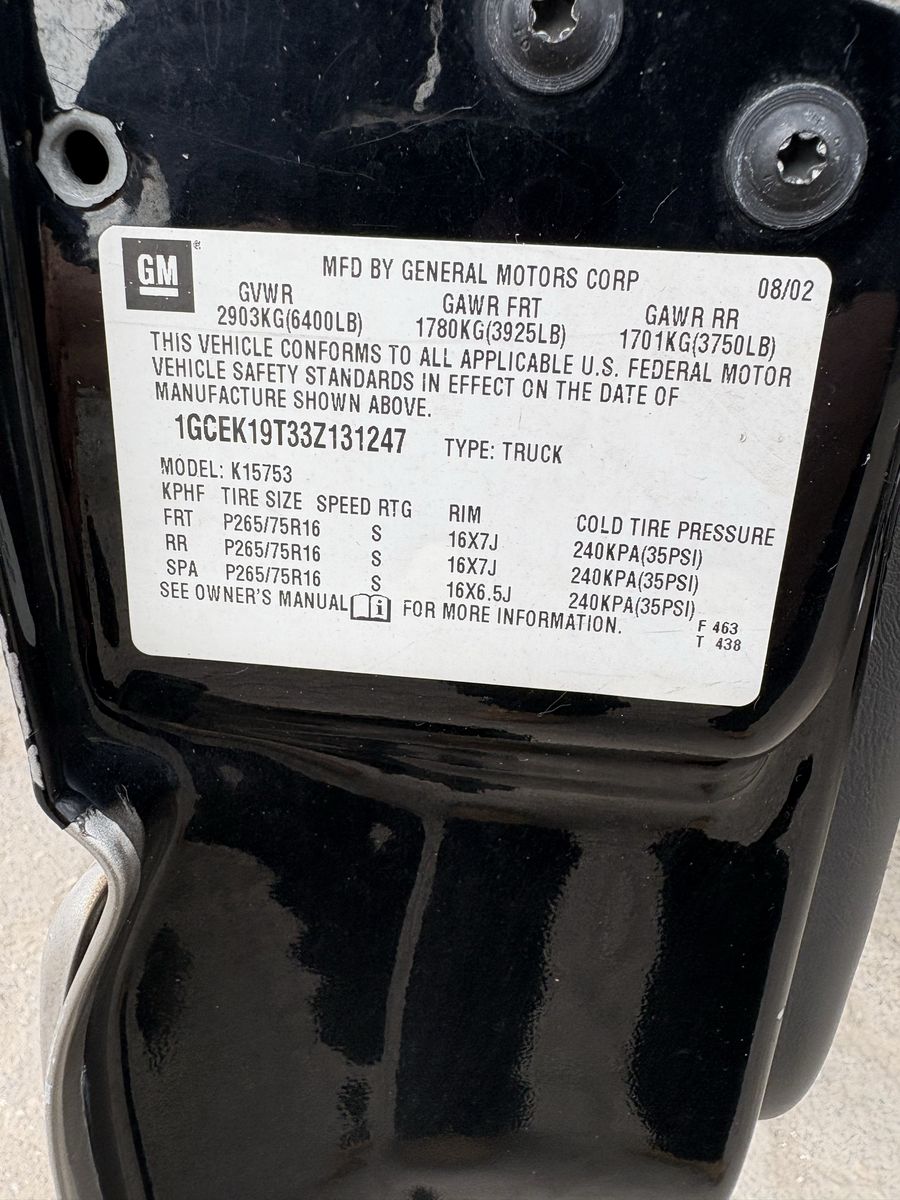 GM ®
MFD BY GENERAL MOTORS CORP 08/02
GVWR GAWR FRT GAWR RR
2903KG(6400LB) 1780KG(3925LB) 1701KG(3750LB)
THIS VEHICLE CONFORMS TO ALL APPLICABLE U.S. FEDERAL MOTOR
VEHICLE SAFETY STANDARDS IN EFFECT ON THE DATE OF
MANUFACTURE SHOWN ABOVE.
1GCEK19T33Z131247 TYPE: TRUCK
MODEL: K15753
KPHF TIRE SIZE SPEED RTG RIM COLD TIRE PRESSURE
FRT P265/75R16 S 16X7J 240KPA(35PSI)
RR P265/75R16 S 16X7J 240KPA(35PSI)
SPA P265/75R16 S 16X6.5J 240KPA(35PSI)
SEE OWNER'S MANUAL i FOR MORE INFORMATION.
F 463
T 438